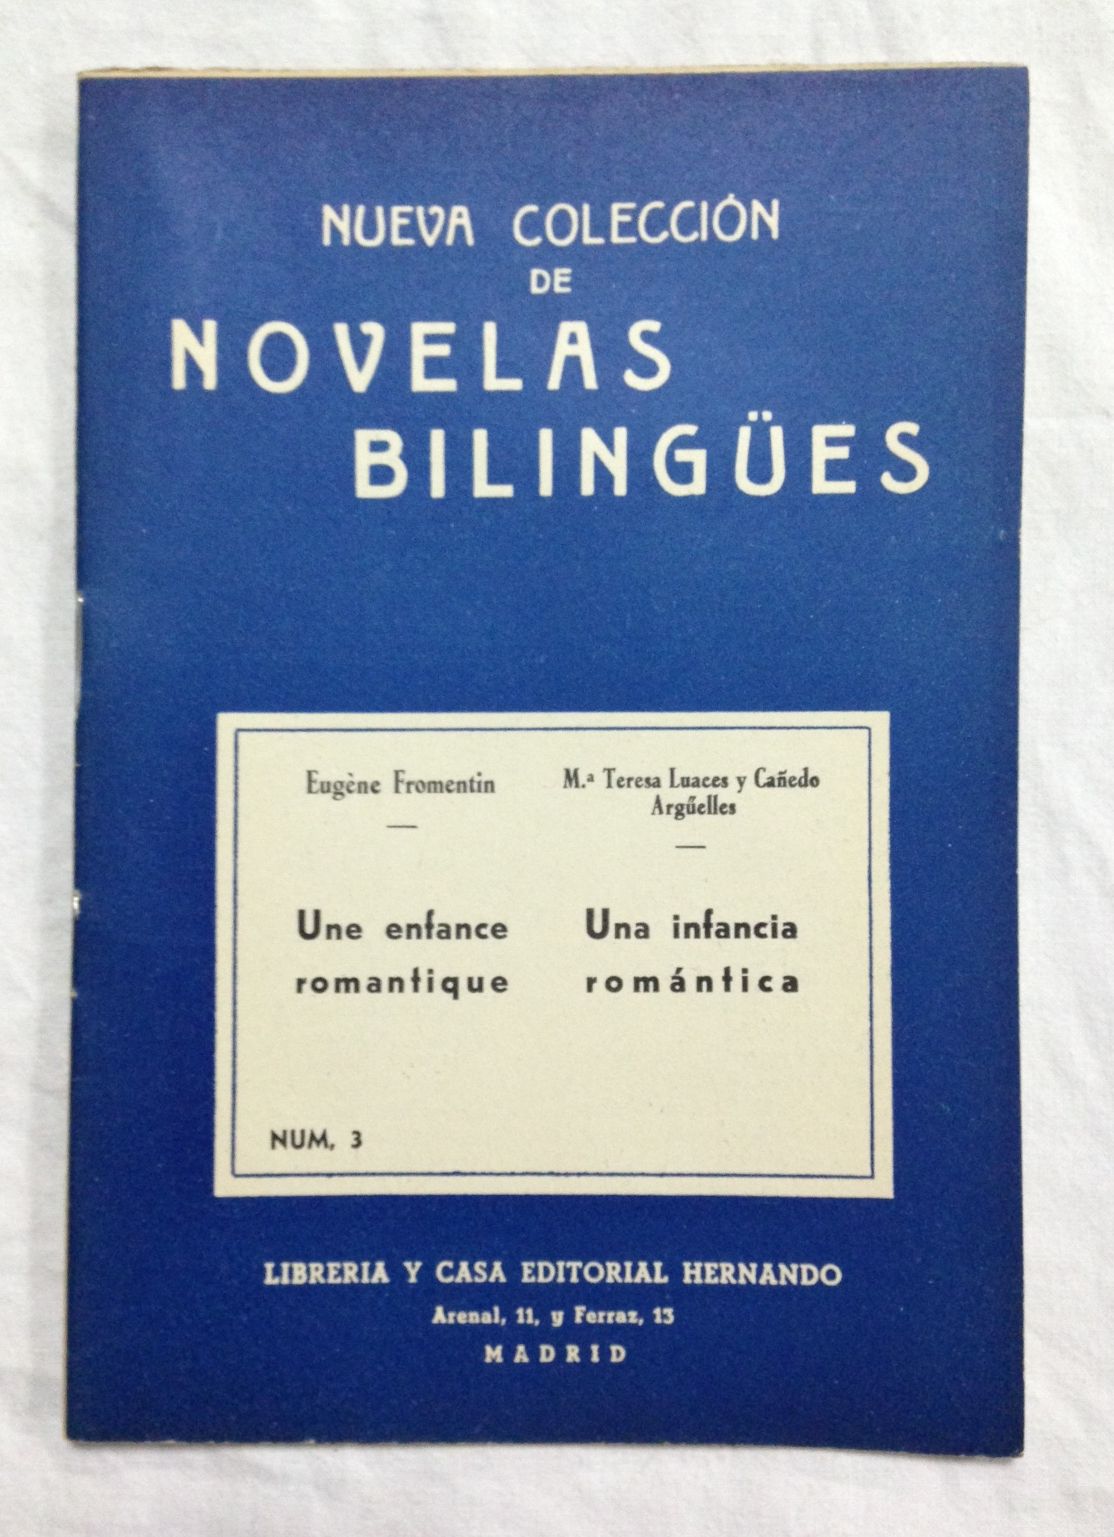 NUEVA COLECCIÓN
DE
NOVELAS
BILINGÜES
Eugène Fromentin
—
Une enfance
romantique
M.ª Teresa Luaces y Cañedo
Argűelles
—
Una infancia
romántica
NUM, 3
LIBRERIA Y CASA EDITORIAL HERNANDO
Arenal, 11, y Ferraz, 13
MADRID